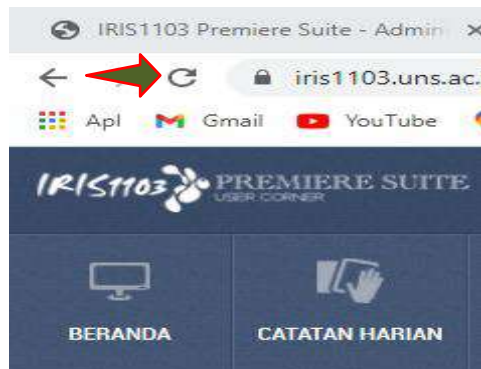 IRIS1103 Premiere Suite - Admin
iris1103.uns.ac.
Apl Gmail YouTube
IRIS1103 PREMIERE SUITE
USER CORNER
BERANDA CATATAN HARIAN